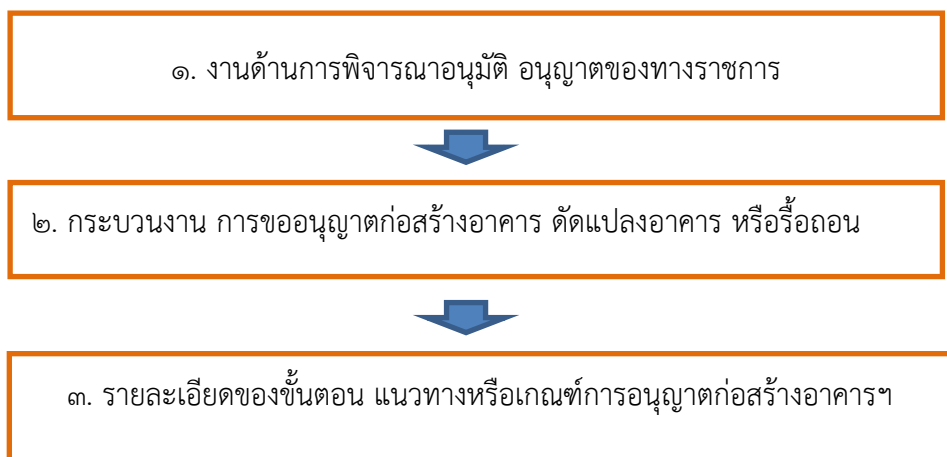 ๑. งานด้านการพิจารณาอนุมัติ อนุญาตของทางราชการ
๒. กระบวนงาน การขออนุญาตก่อสร้างอาคาร ดัดแปลงอาคาร หรือรื้อถอน
๓. รายละเอียดของขั้นตอน แนวทางหรือเกณฑ์การอนุญาตก่อสร้างอาคารฯ